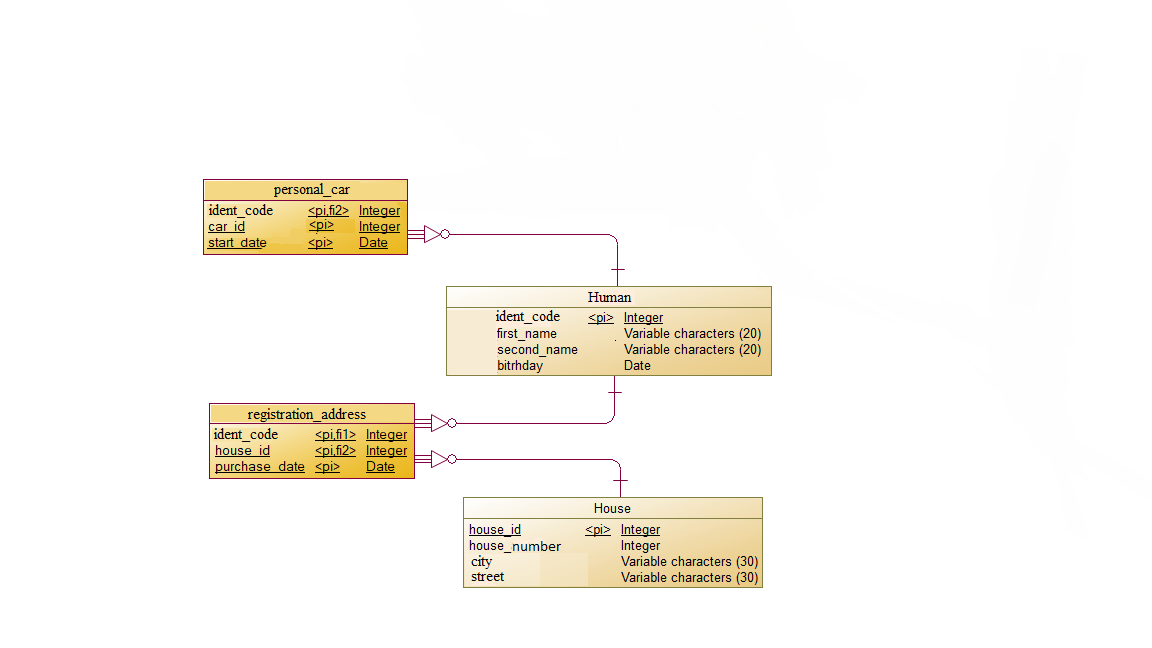 personal_car
ident_code <pi,fi2> Integer
car_id <pi> Integer
start_date <pi> Date
Human
ident_code <pi> Integer
first_name Variable characters (20)
second_name Variable characters (20)
bitrhday Date
registration_address
ident_code <pi,fi1> Integer
house_id <pi,fi2> Integer
purchase_date <pi> Date
House
house_id <pi> Integer
house_number Integer
city Variable characters (30)
street Variable characters (30)